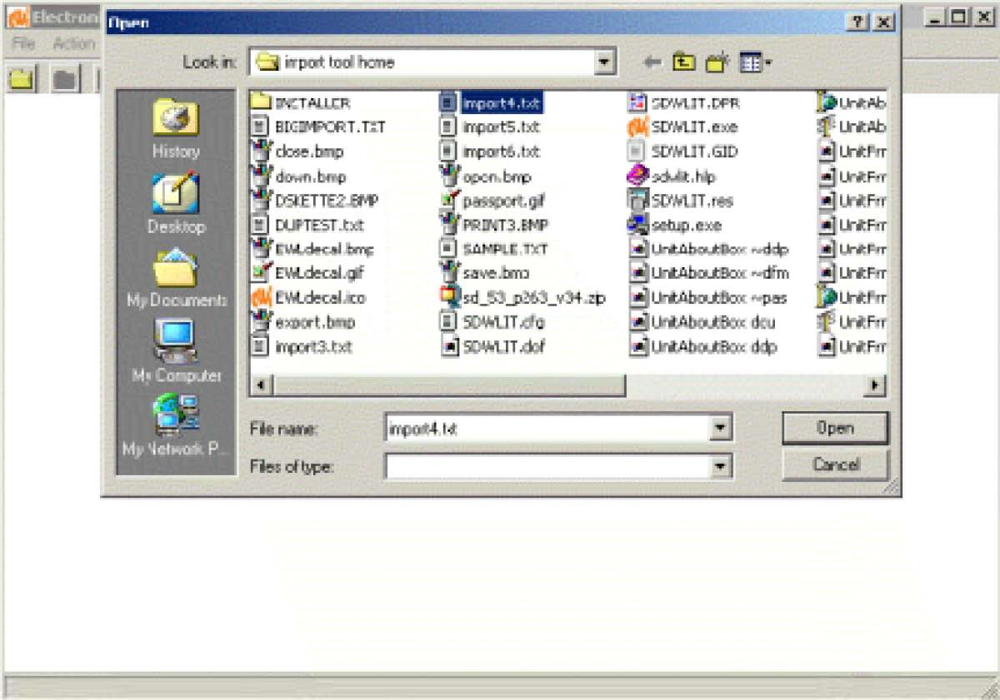 Electron
Open
File Action
Look in: import tool home
History
Desktop
My Documents
My Computer
My Network P...
INSTALLER
BIGIMPORT.TXT
close.bmp
down.bmp
DSKETTE2.BMP
DUPTEST.txt
EWLdecal.bmp
EWLdecal.gif
EWLdecal.ico
export.bmp
import3.txt
import4.txt
import5.txt
import6.txt
open.bmp
passport.gif
PRINT3.BMP
SAMPLE.TXT
save.bmp
sd_53_p263_v34.zip
SDWLIT.cfg
SDWLIT.dof
SDWLIT.DPR
SDWLIT.exe
SDWLIT.GID
sdwlit.hlp
SDWLIT.res
setup.exe
UnitAboutBox ~ddp
UnitAboutBox ~dfm
UnitAboutBox ~pas
UnitAboutBox dcu
UnitAboutBox ddp
UnitAb
UnitAb
UnitFrr
UnitFrr
UnitFrr
UnitFrr
UnitFrr
UnitFrr
UnitFrr
UnitFrr
UnitFrr
File name: import4.txt
Open
Files of type:
Cancel